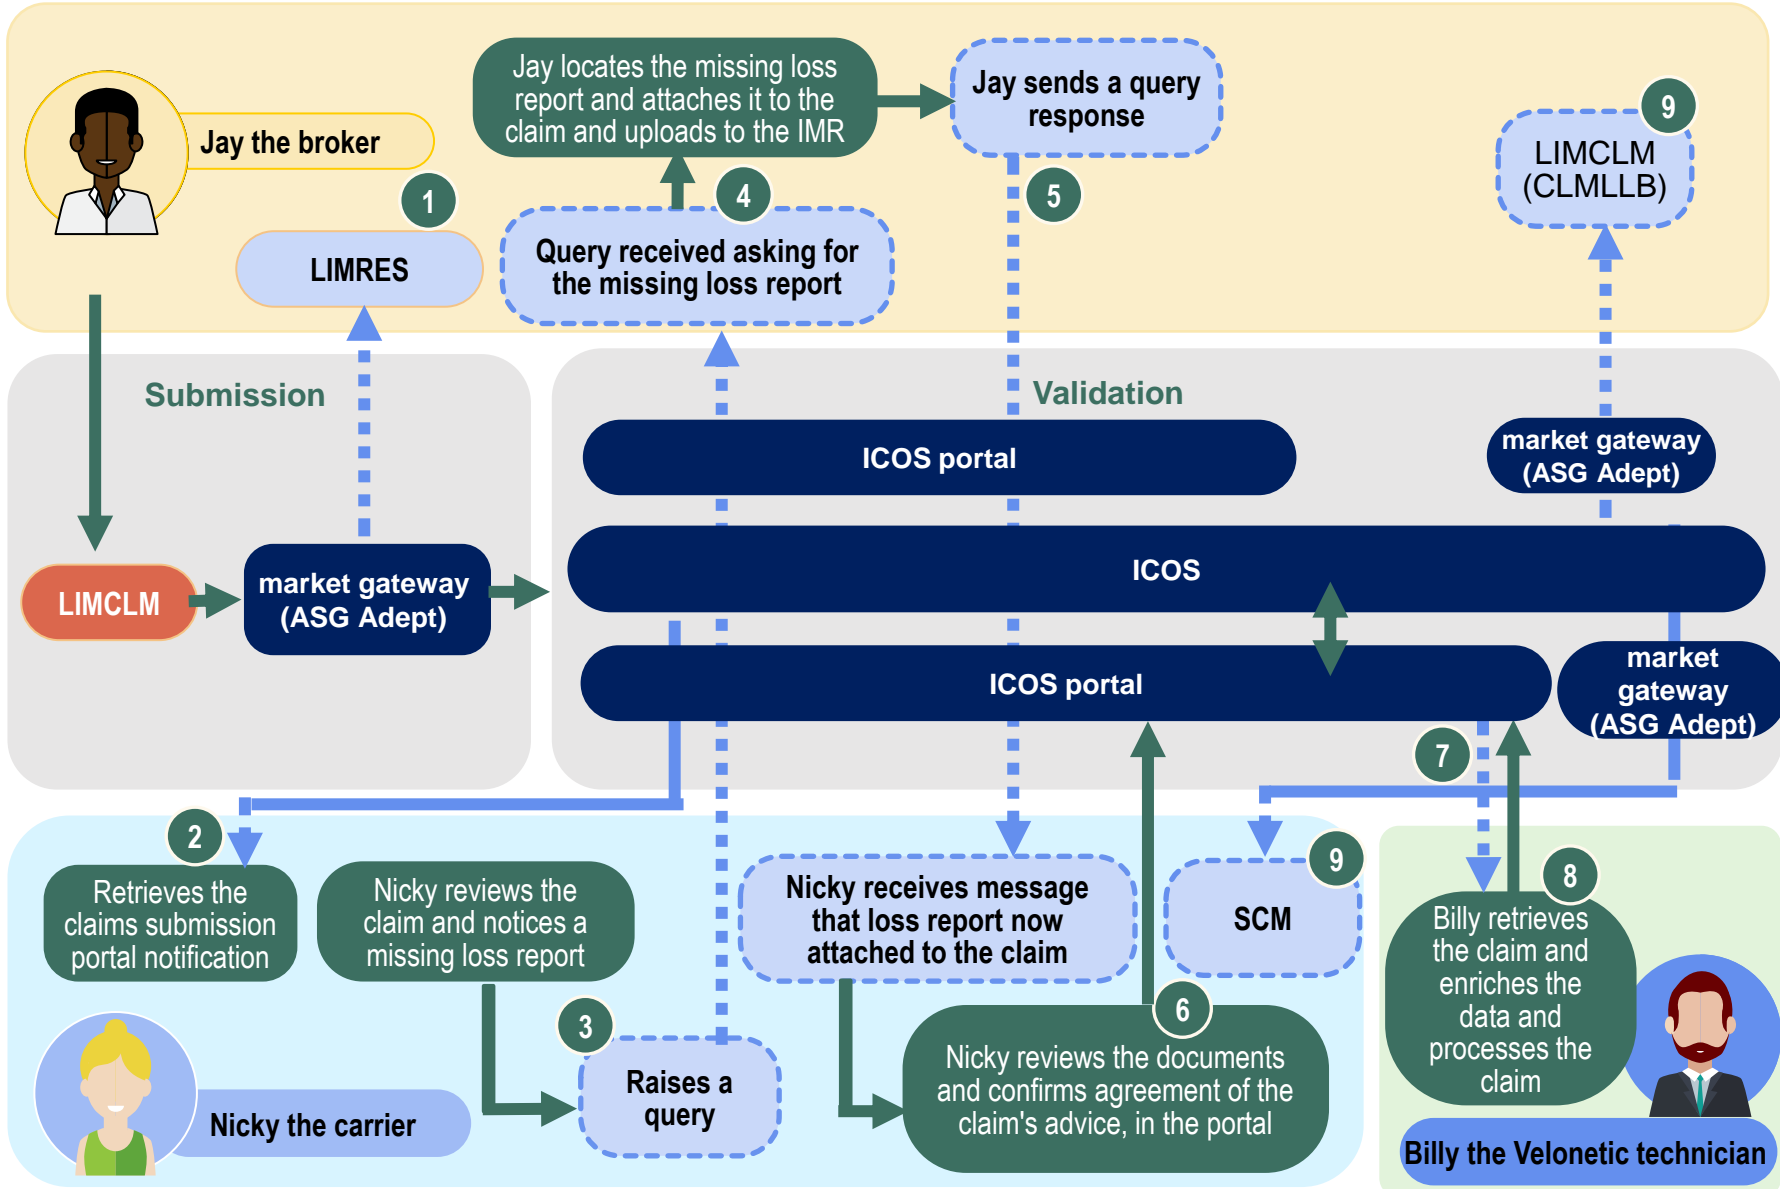 Jay the broker
1
LIMRES
Jay locates the missing loss
report and attaches it to the
claim and uploads to the IMR
4
Query received asking for
the missing loss report
Jay sends a query
response
5
9
LIMCLM
(CLMLLB)
Submission
LIMCLM
market gateway
(ASG Adept)
Validation
ICOS portal
market gateway
(ASG Adept)
ICOS
ICOS portal
market
gateway
(ASG Adept)
7
2
Retrieves the
claims submission
portal notification
Nicky reviews the
claim and notices a
missing loss report
3
Raises a
query
Nicky receives message
that loss report now
attached to the claim
6
Nicky reviews the documents
and confirms agreement of the
claim's advice, in the portal
9
SCM
Nicky the carrier
8
Billy retrieves
the claim and
enriches the
data and
processes the
claim
Billy the Velonetic technician